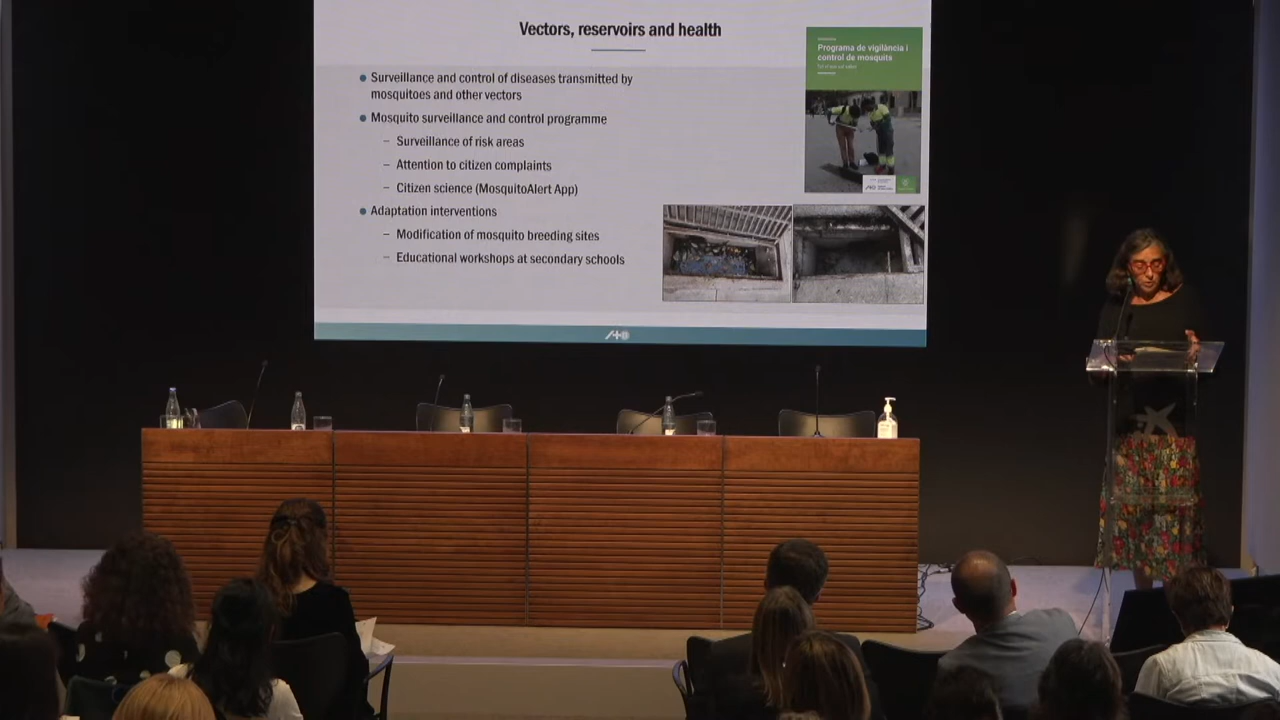 Vectors, reservoirs and health
Surveillance and control of diseases transmitted by
mosquitoes and other vectors
Mosquito surveillance and control programme
– Surveillance of risk areas
– Attention to citizen complaints
– Citizen science (MosquitoAlert App)
Adaptation interventions
– Modification of mosquito breeding sites
– Educational workshops at secondary schools
Programa de vigilància i
control de mosquits